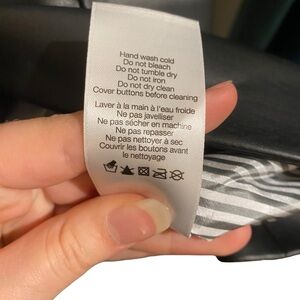 Hand wash cold
Do not bleach
Do not tumble dry
Do not iron
Do not dry clean
Cover buttons before cleaning
Laver à la main à l'eau froide
Ne pas javelliser
Ne pas sécher en machine
Ne pas repasser
Ne pas nettoyer à sec
Couvrir les boutons avant
le nettoyage